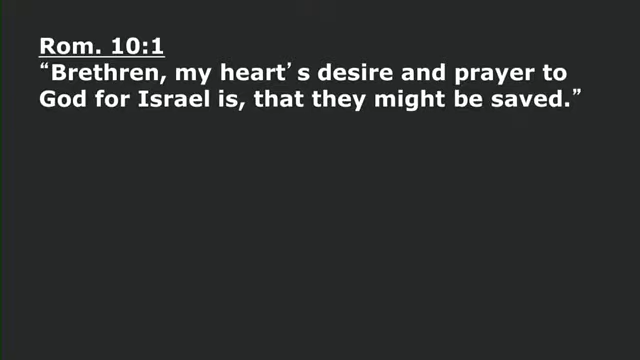 Rom. 10:1
“Brethren, my heart’s desire and prayer to
God for Israel is, that they might be saved.”